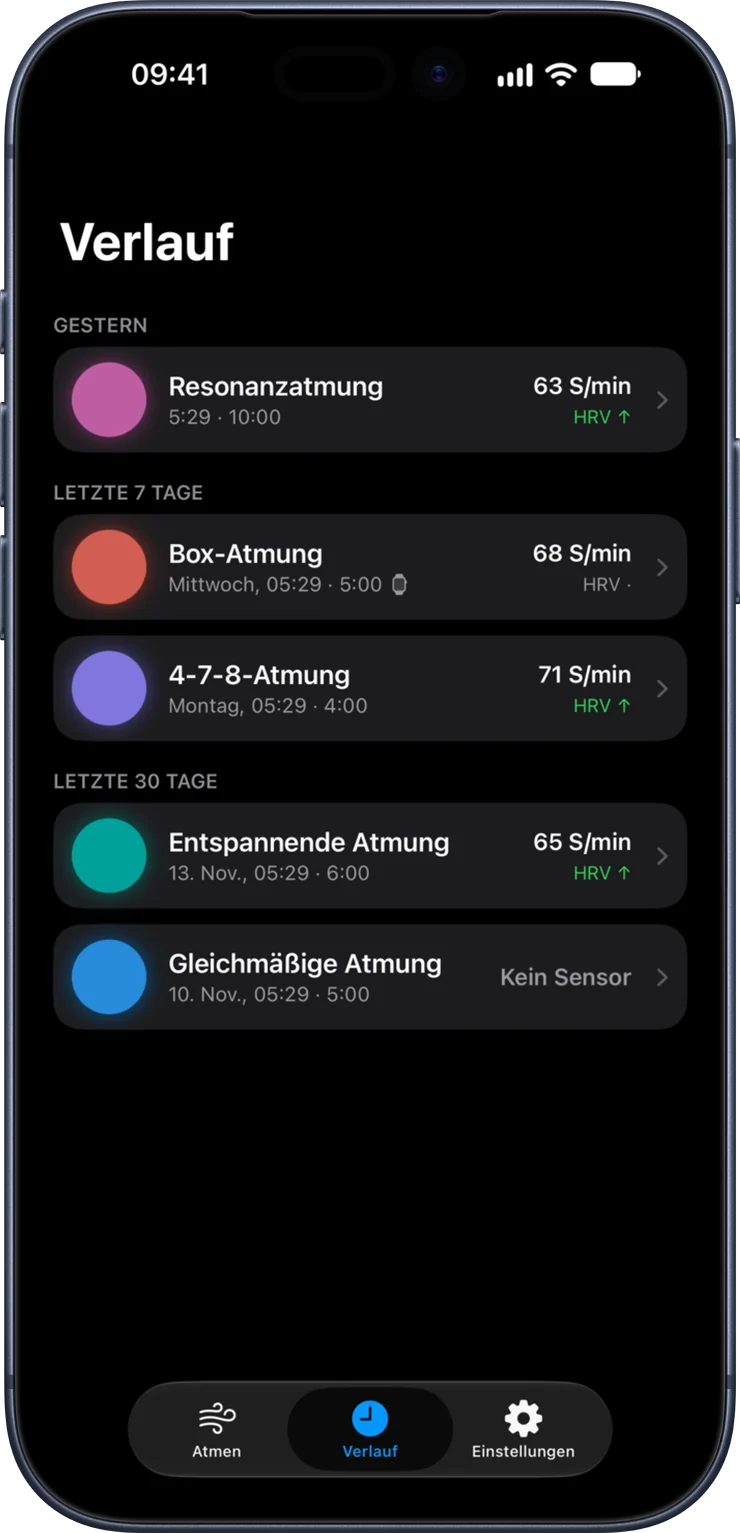 09:41
Verlauf
GESTERN
Resonanzatmung
63 S/min
5:29 · 10:00
HRV ↑
LETZTE 7 TAGE
Box-Atmung
68 S/min
Mittwoch, 05:29 · 5:00
HRV ·
4-7-8-Atmung
71 S/min
Montag, 05:29 · 4:00
HRV ↑
LETZTE 30 TAGE
Entspannende Atmung
65 S/min
13. Nov., 05:29 · 6:00
HRV ↑
Gleichmäßige Atmung
Kein Sensor
10. Nov., 05:29 · 5:00
Atmen
Verlauf
Einstellungen